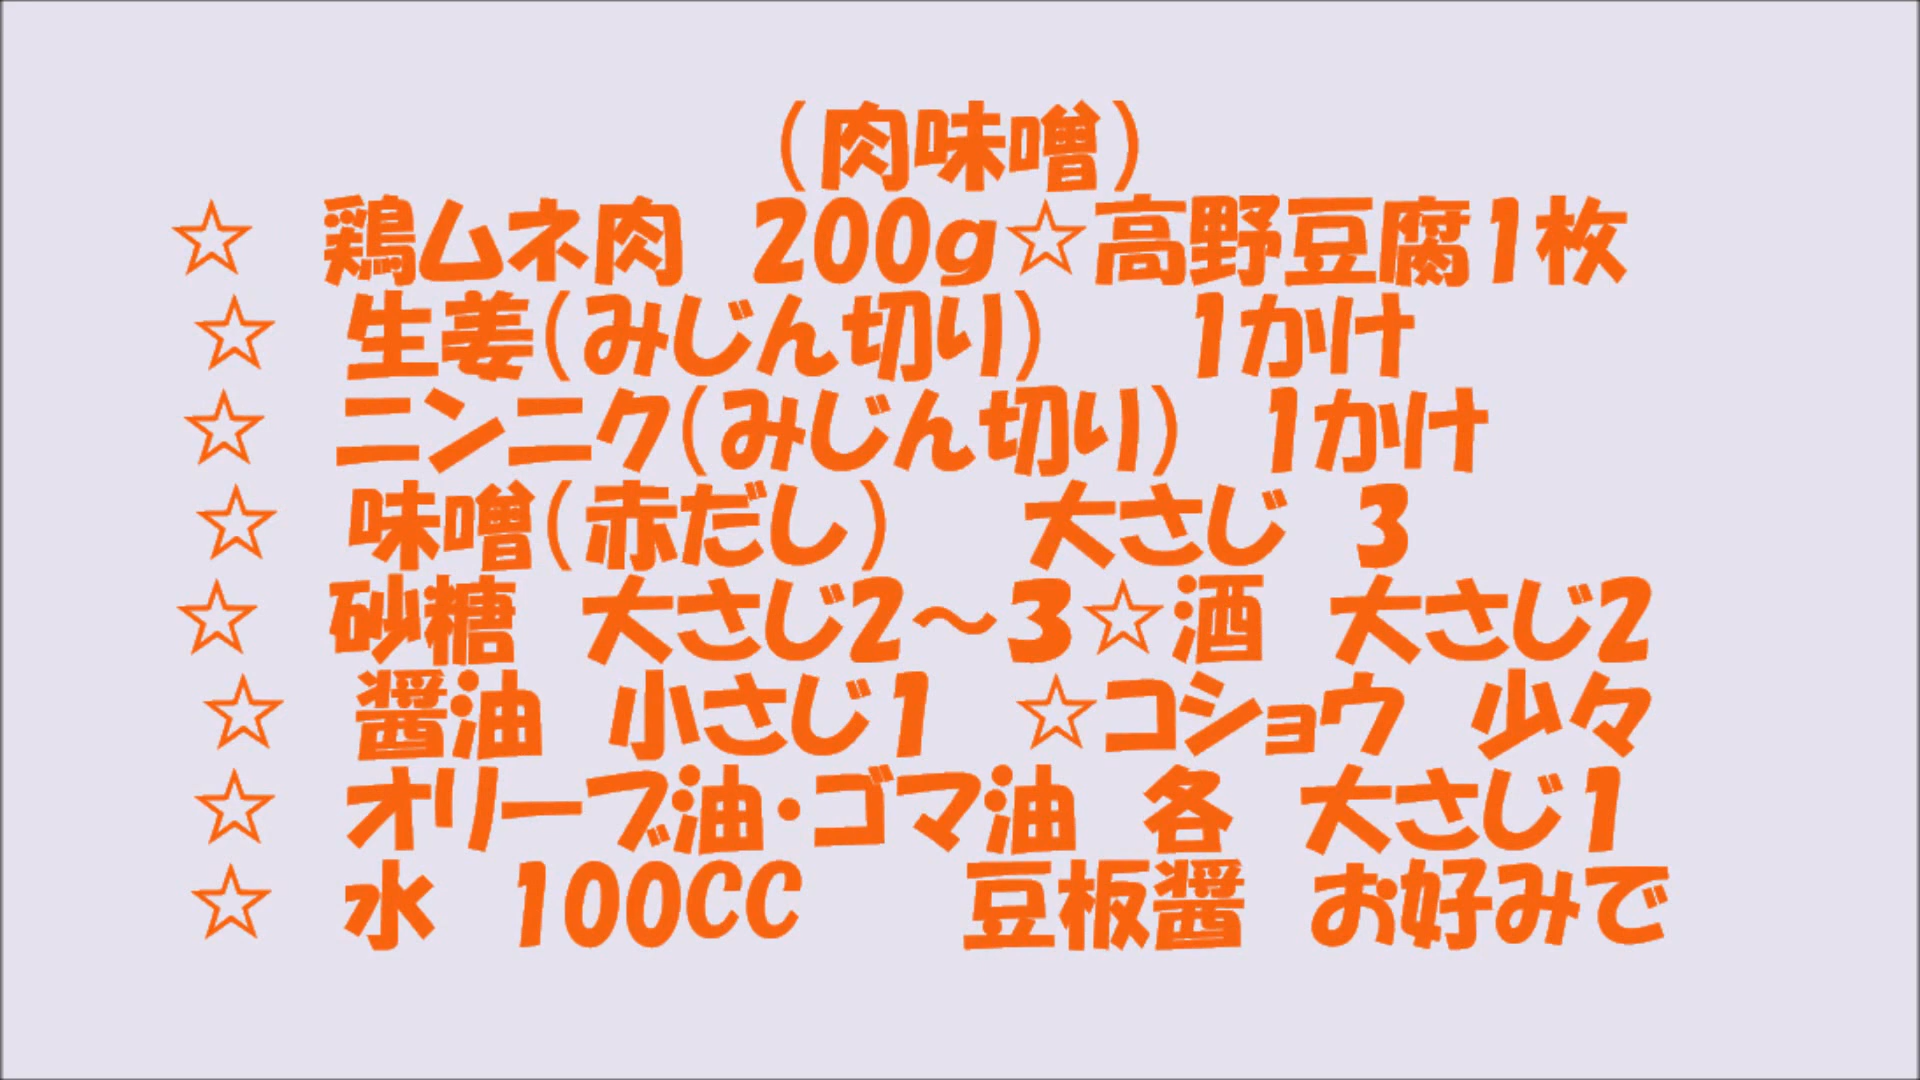 （肉味噌）
☆　鶏ムネ肉　200g☆高野豆腐1枚
☆　生姜（みじん切り）　　1かけ
☆　ニンニク（みじん切り）　1かけ
☆　味噌（赤だし）　　大さじ　3
☆　砂糖　大さじ2～3☆酒　大さじ2
☆　醤油　小さじ1　☆コショウ　少々
☆　オリーブ油・ゴマ油　各　大さじ1
☆　水　100CC　　豆板醤　お好みで